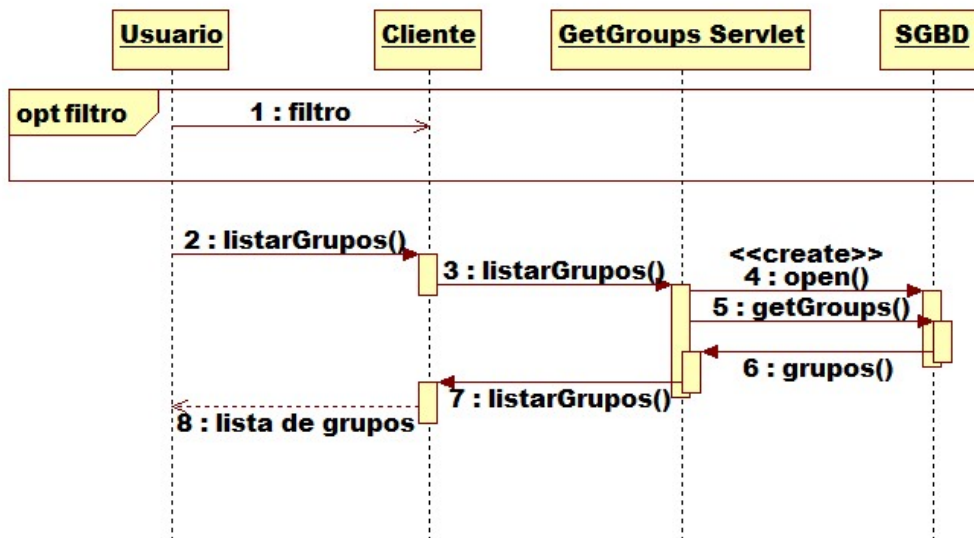 Usuario
Cliente
GetGroups Servlet
SGBD
opt filtro
1 : filtro
2 : listarGrupos()
3 : listarGrupos()
<<create>>
4 : open()
5 : getGroups()
6 : grupos()
7 : listarGrupos()
8 : lista de grupos